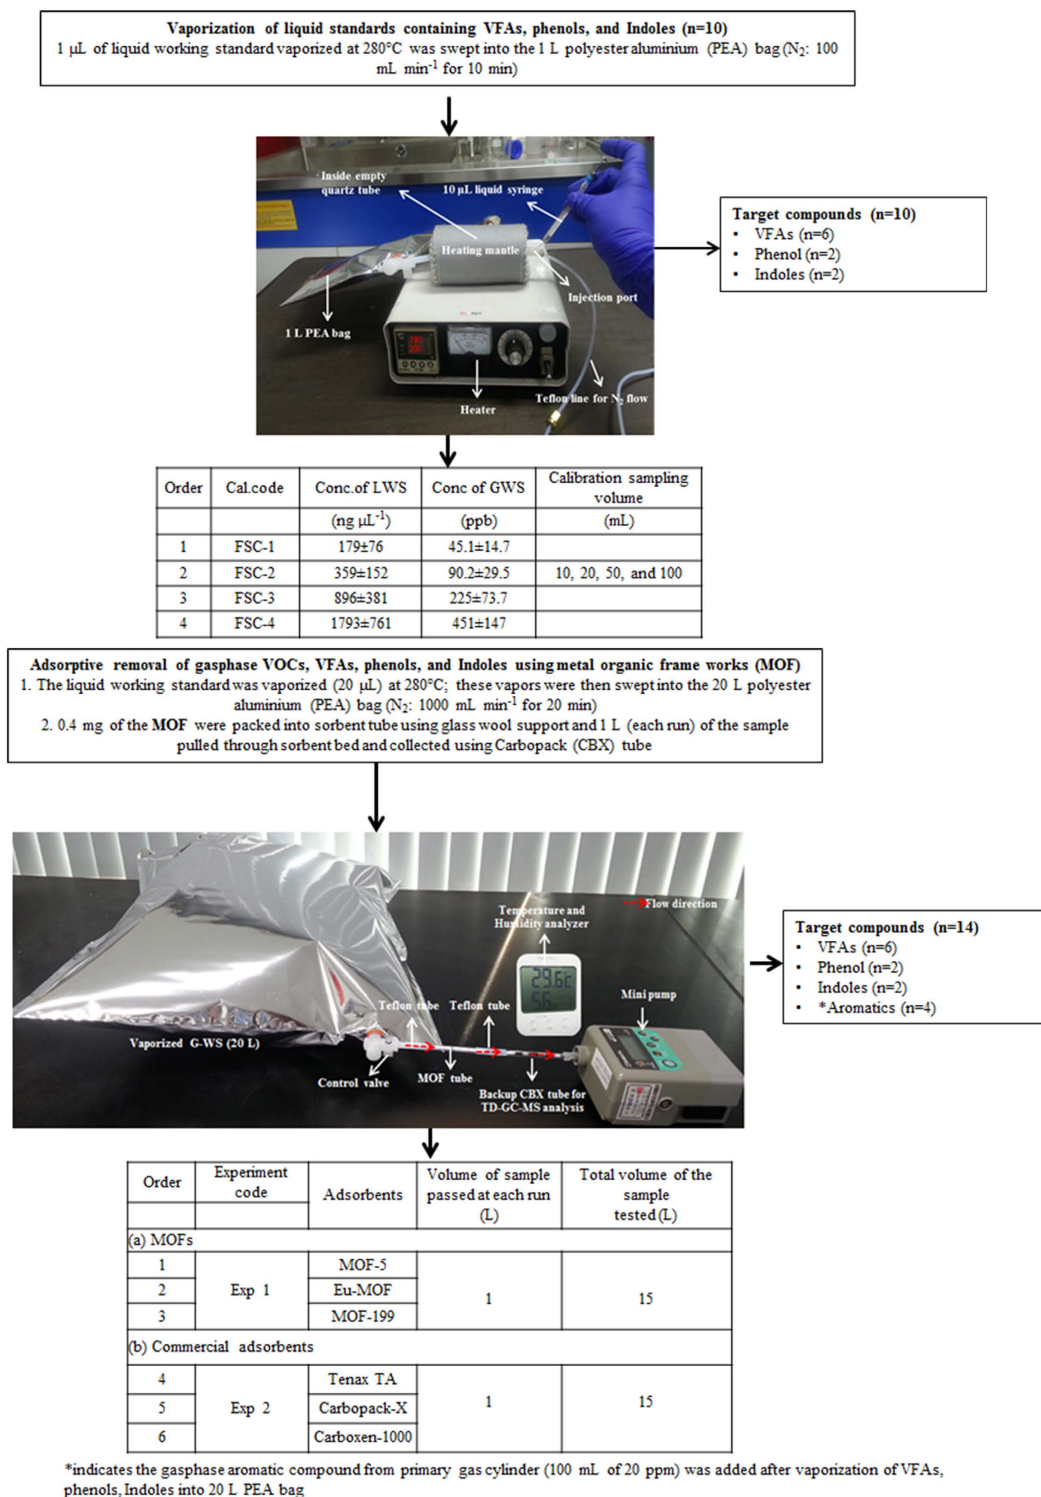 Vaporization of liquid standards containing VFAs, phenols, and Indoles (n=10)
1 µL of liquid working standard vaporized at 280°C was swept into the 1 L polyester aluminium (PEA) bag (N₂: 100
mL min⁻¹ for 10 min)
Inside empty
quartz tube
10 µL liquid syringe
Heating mantle
Injection port
1 L PEA bag
Heater
Teflon line for N₂ flow
Target compounds (n=10)
• VFAs (n=6)
• Phenol (n=2)
• Indoles (n=2)
Order Cal.code Conc.of LWS Conc of GWS Calibration sampling
volume
(ng µL⁻¹) (ppb) (mL)
1 FSC-1 179±76 45.1±14.7
2 FSC-2 359±152 90.2±29.5 10, 20, 50, and 100
3 FSC-3 896±381 225±73.7
4 FSC-4 1793±761 451±147
Adsorptive removal of gasphase VOCs, VFAs, phenols, and Indoles using metal organic frame works (MOF)
1. The liquid working standard was vaporized (20 µL) at 280°C; these vapors were then swept into the 20 L polyester
aluminium (PEA) bag (N₂: 1000 mL min⁻¹ for 20 min)
2. 0.4 mg of the MOF were packed into sorbent tube using glass wool support and 1 L (each run) of the sample
pulled through sorbent bed and collected using Carbopack (CBX) tube
Flow direction
Temperature and
Humidity analyzer
29.6c
56
Mini pump
Teflon tube
Teflon tube
Vaporized G-WS (20 L)
Control valve
MOF tube
Backup CBX tube for
TD-GC-MS analysis
Target compounds (n=14)
• VFAs (n=6)
• Phenol (n=2)
• Indoles (n=2)
• *Aromatics (n=4)
Order Experiment
code Adsorbents Volume of sample
passed at each run
(L) Total volume of the
sample
tested (L)
(a) MOFs
1 MOF-5
2 Exp 1 Eu-MOF 1 15
3 MOF-199
(b) Commercial adsorbents
4 Tenax TA
5 Exp 2 Carbopack-X 1 15
6 Carboxen-1000
*indicates the gasphase aromatic compound from primary gas cylinder (100 mL of 20 ppm) was added after vaporization of VFAs,
phenols, Indoles into 20 L PEA bag